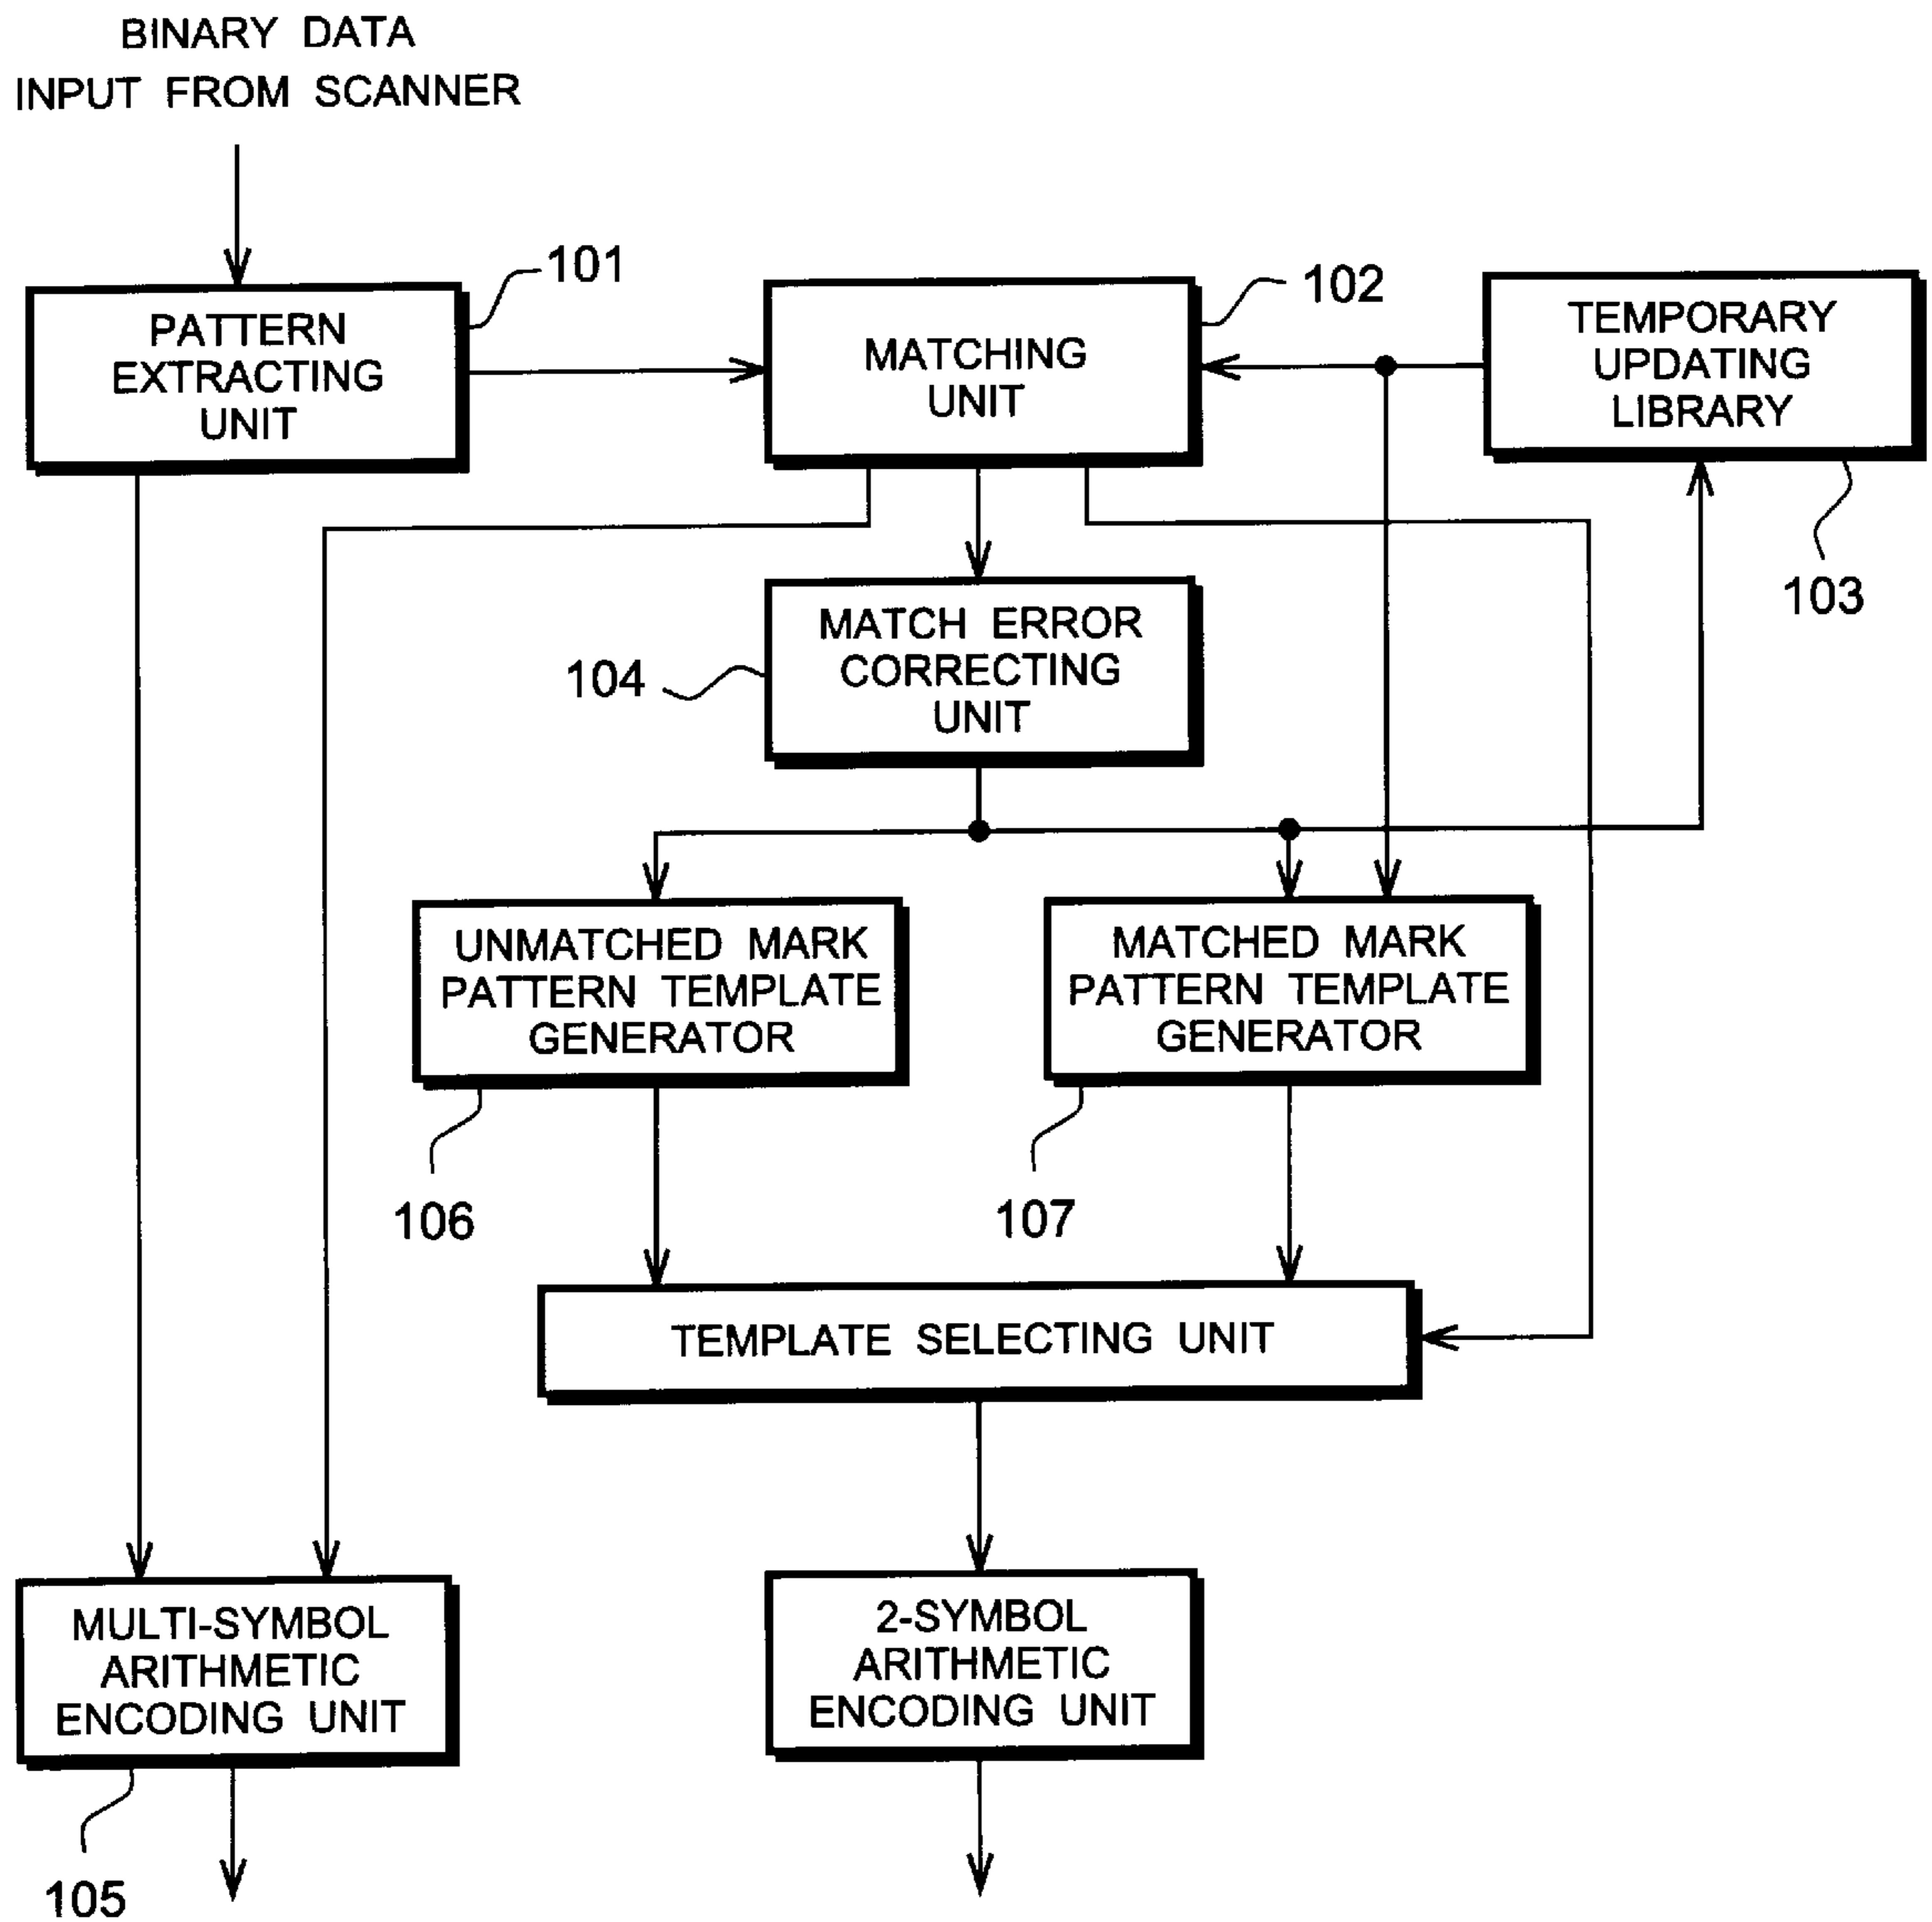 BINARY DATA
INPUT FROM SCANNER
101
PATTERN
EXTRACTING
UNIT
102
MATCHING
UNIT
TEMPORARY
UPDATING
LIBRARY
103
MATCH ERROR
CORRECTING
UNIT
104
UNMATCHED MARK
PATTERN TEMPLATE
GENERATOR
106
MATCHED MARK
PATTERN TEMPLATE
GENERATOR
107
TEMPLATE SELECTING UNIT
MULTI-SYMBOL
ARITHMETIC
ENCODING UNIT
105
2-SYMBOL
ARITHMETIC
ENCODING UNIT